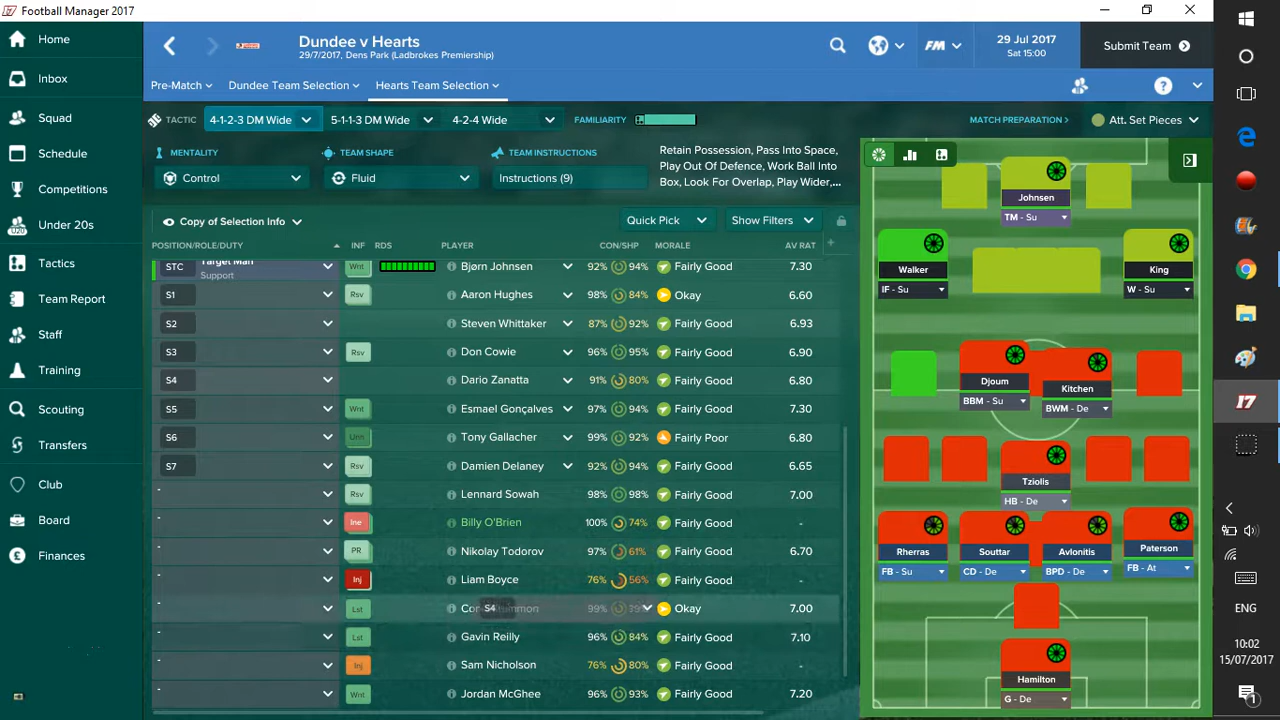 Football Manager 2017
Home
Inbox
Squad
Schedule
Competitions
Under 20s
Tactics
Team Report
Staff
Training
Scouting
Transfers
Club
Board
Finances
Dundee v Hearts
29/7/2017, Dens Park (Ladbrokes Premiership)
FM
29 Jul 2017
Sat 15:00
Submit Team
Pre-Match
Dundee Team Selection
Hearts Team Selection
TACTIC
4-1-2-3 DM Wide
5-1-1-3 DM Wide
4-2-4 Wide
FAMILIARITY
MATCH PREPARATION >
Att. Set Pieces
MENTALITY
Control
TEAM SHAPE
Fluid
TEAM INSTRUCTIONS
Instructions (9)
Retain Possession, Pass Into Space,
Play Out Of Defence, Work Ball Into
Box, Look For Overlap, Play Wider,...
Copy of Selection Info
Quick Pick
Show Filters
POSITION/ROLE/DUTY INF RDS PLAYER CON/SHP MORALE AV RAT
STC Target Man Support Wnt Bjørn Johnsen 92% 94% Fairly Good 7.30
S1 Rsv Aaron Hughes 98% 84% Okay 6.60
S2 Steven Whittaker 87% 92% Fairly Good 6.93
S3 Rsv Don Cowie 96% 95% Fairly Good 6.90
S4 Dario Zanatta 91% 80% Fairly Good 6.80
S5 Wnt Esmael Gonçalves 97% 94% Fairly Good 7.30
S6 Unn Tony Gallacher 99% 92% Fairly Poor 6.80
S7 Rsv Damien Delaney 92% 94% Fairly Good 6.65
- Rsv Lennard Sowah 98% 98% Fairly Good 7.00
- Ine Billy O'Brien 100% 74% Fairly Good -
- PR Nikolay Todorov 97% 61% Fairly Good 6.70
- Inj Liam Boyce 76% 56% Fairly Good -
- Lst S4 99% Okay 7.00
- Lst Gavin Reilly 96% 84% Fairly Good 7.10
- Inj Sam Nicholson 76% 80% Fairly Good -
- Wnt Jordan McGhee 96% 93% Fairly Good 7.20
Johnsen
TM - Su
Walker
IF - Su
King
W - Su
Djoum
BBM - Su
Kitchen
BWM - De
Tziolis
HB - De
Rherras
FB - Su
Souttar
CD - De
Avlonitis
BPD - De
Paterson
FB - At
Hamilton
G - De
17
ENG
10:02
15/07/2017
1